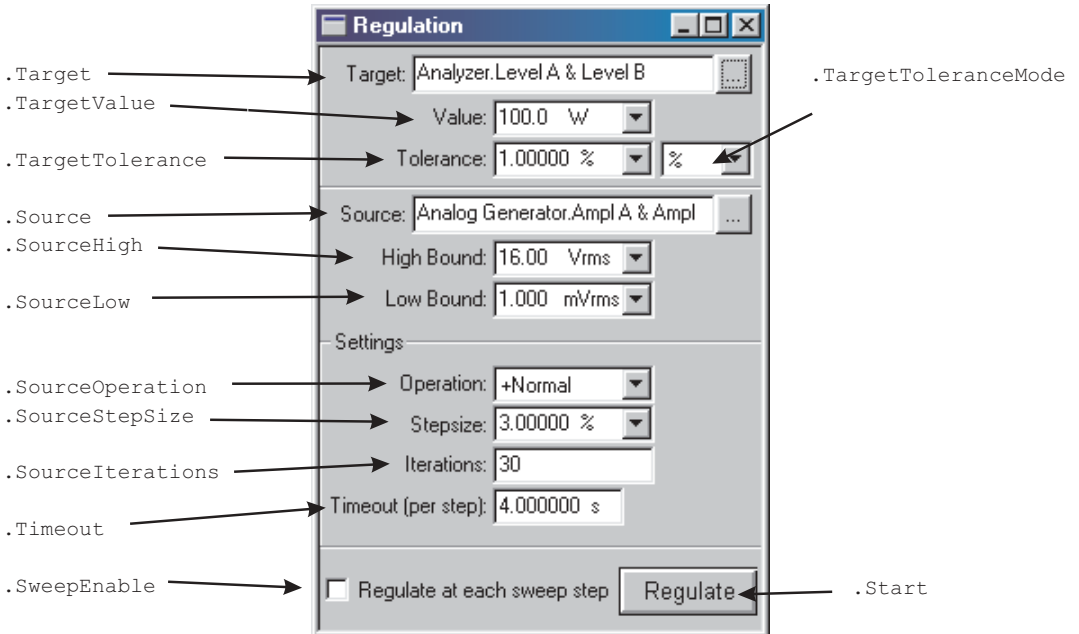 Regulation
.Target
Target: Analyzer.Level A & Level B ...
.TargetToleranceMode
.TargetValue
Value: 100.0 W
.TargetTolerance
Tolerance: 1.00000 % %
.Source
Source: Analog Generator.Ampl A & Ampl ...
.SourceHigh
High Bound: 16.00 Vrms
.SourceLow
Low Bound: 1.000 mVrms
Settings
.SourceOperation
Operation: +Normal
.SourceStepSize
Stepsize: 3.00000 %
.SourceIterations
Iterations: 30
.Timeout
Timeout (per step): 4.000000 s
.SweepEnable
Regulate at each sweep step
Regulate
.Start